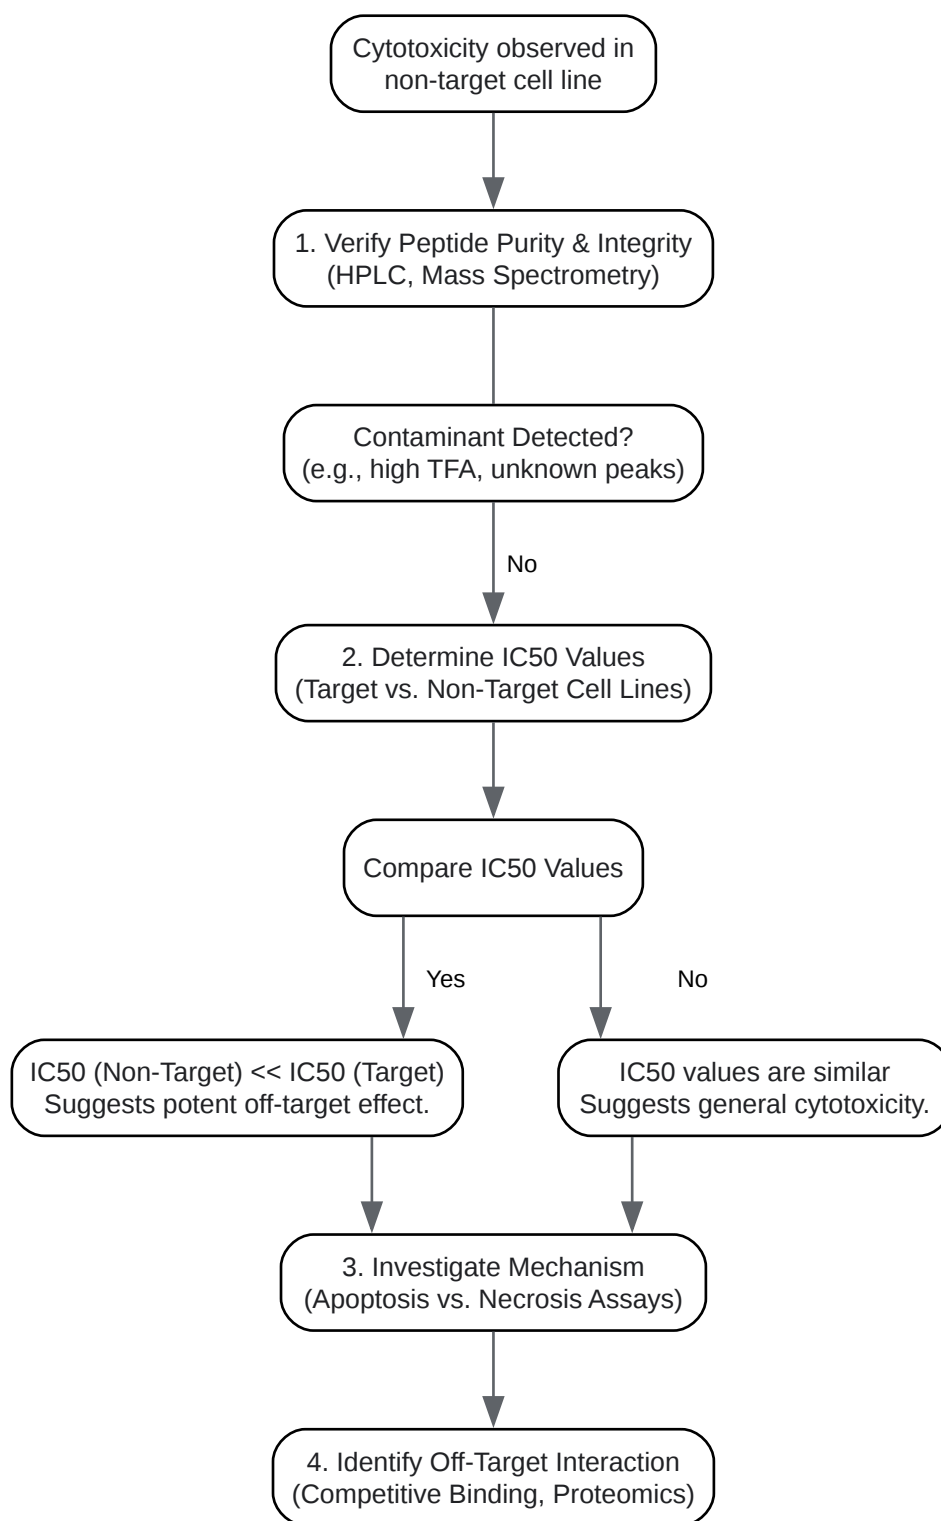 Cytotoxicity observed in
non-target cell line
1. Verify Peptide Purity & Integrity
(HPLC, Mass Spectrometry)
Contaminant Detected?
(e.g., high TFA, unknown peaks)
No
2. Determine IC50 Values
(Target vs. Non-Target Cell Lines)
Compare IC50 Values
Yes
No
IC50 (Non-Target) << IC50 (Target)
Suggests potent off-target effect.
IC50 values are similar
Suggests general cytotoxicity.
3. Investigate Mechanism
(Apoptosis vs. Necrosis Assays)
4. Identify Off-Target Interaction
(Competitive Binding, Proteomics)